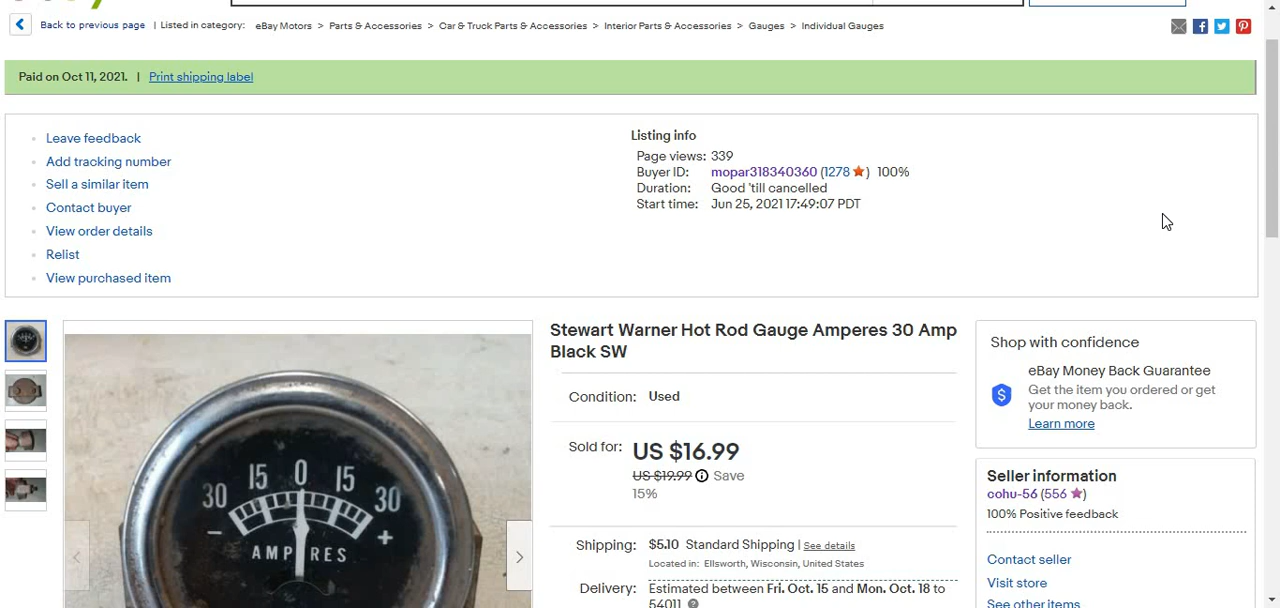 Back to previous page | Listed in category: eBay Motors > Parts & Accessories > Car & Truck Parts & Accessories > Interior Parts & Accessories > Gauges > Individual Gauges
Paid on Oct 11, 2021. | Print shipping label
Leave feedback
Add tracking number
Sell a similar item
Contact buyer
View order details
Relist
View purchased item
Listing info
Page views: 339
Buyer ID: mopar318340360 (1278 ) 100%
Duration: Good 'till cancelled
Start time: Jun 25, 2021 17:49:07 PDT
30 15 0 15 30
– +
AMPERES
Stewart Warner Hot Rod Gauge Amperes 30 Amp
Black SW
Condition: Used
Sold for: US $16.99
US $19.99 Save
15%
Shipping: $5.10 Standard Shipping | See details
Located in: Ellsworth, Wisconsin, United States
Delivery: Estimated between Fri. Oct. 15 and Mon. Oct. 18 to
54011
Shop with confidence
eBay Money Back Guarantee
Get the item you ordered or get
your money back.
Learn more
Seller information
cohu-56 (556 )
100% Positive feedback
Contact seller
Visit store
See other items